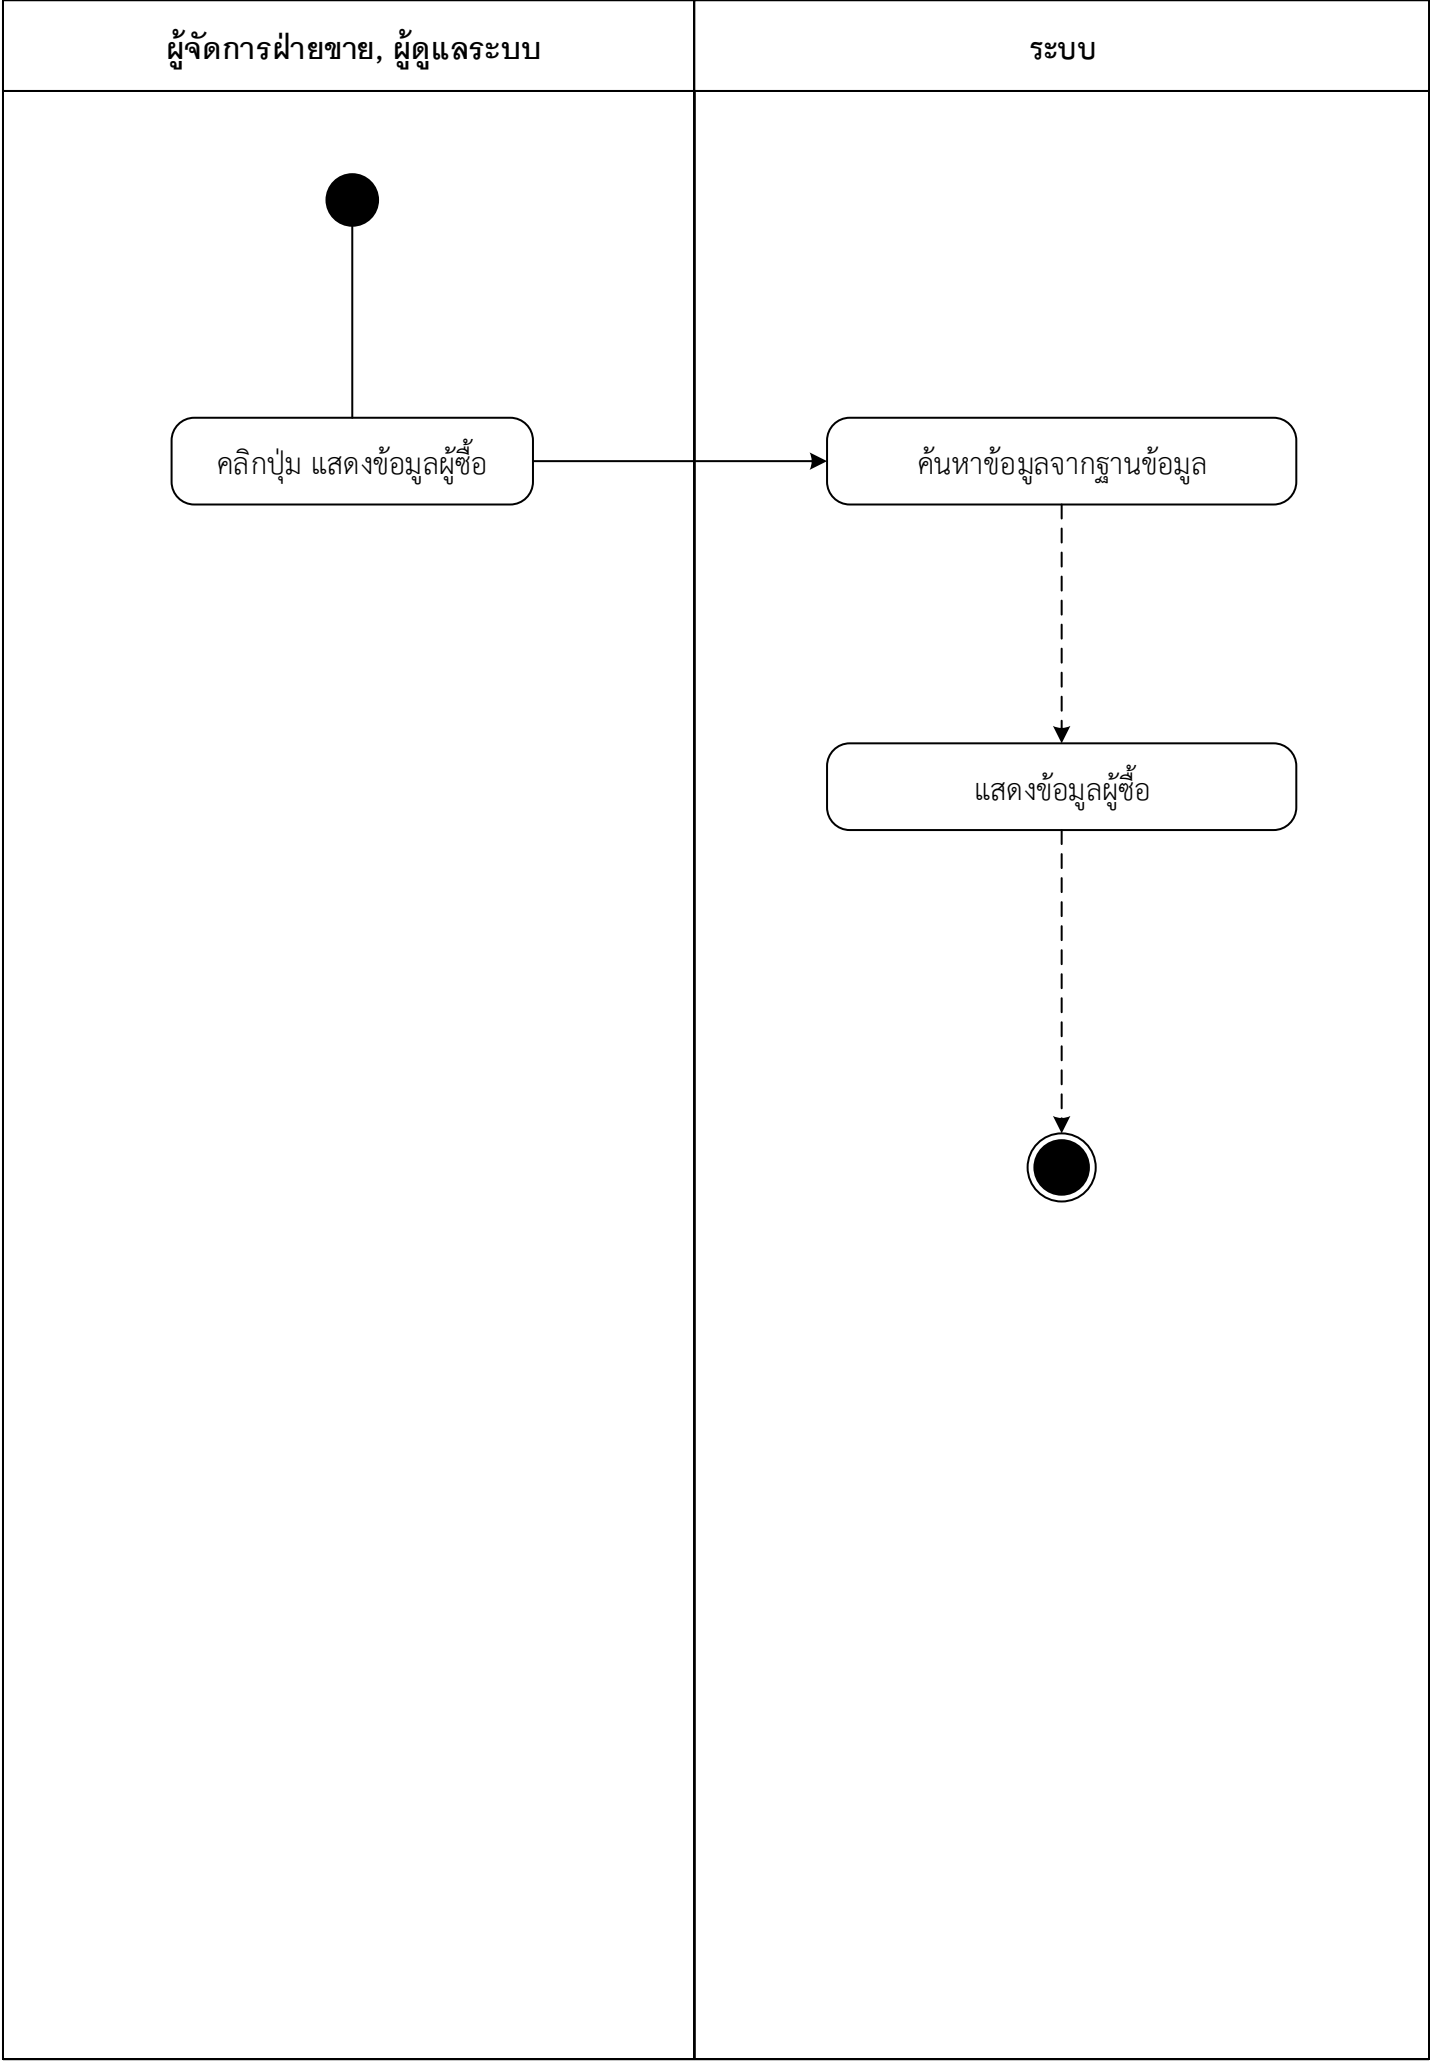 ผู้จัดการฝ่ายขาย, ผู้ดูแลระบบ
ระบบ
คลิกปุ่ม แสดงข้อมูลผู้ซื้อ
ค้นหาข้อมูลจากฐานข้อมูล
แสดงข้อมูลผู้ซื้อ